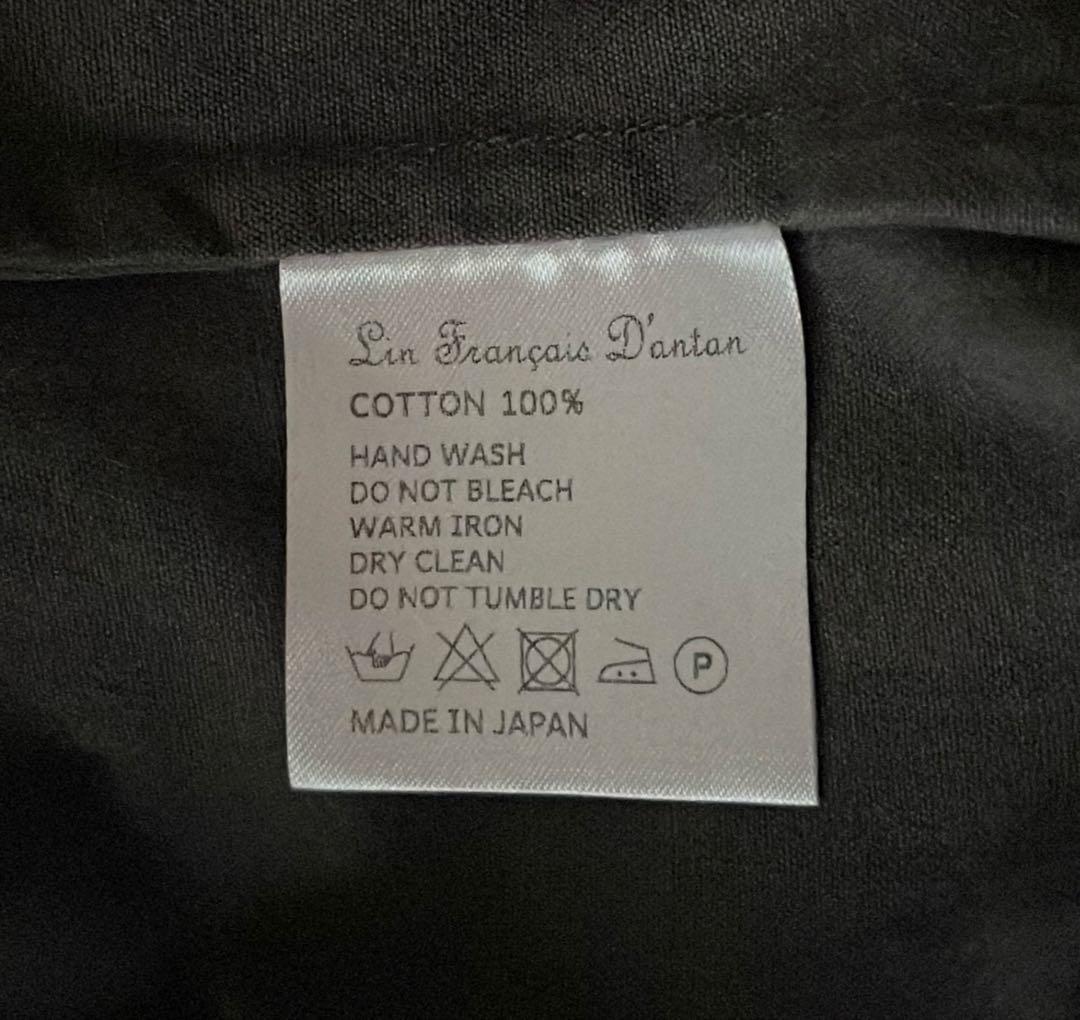 Lin Français D'antan
COTTON 100%
HAND WASH
DO NOT BLEACH
WARM IRON
DRY CLEAN
DO NOT TUMBLE DRY
P
MADE IN JAPAN